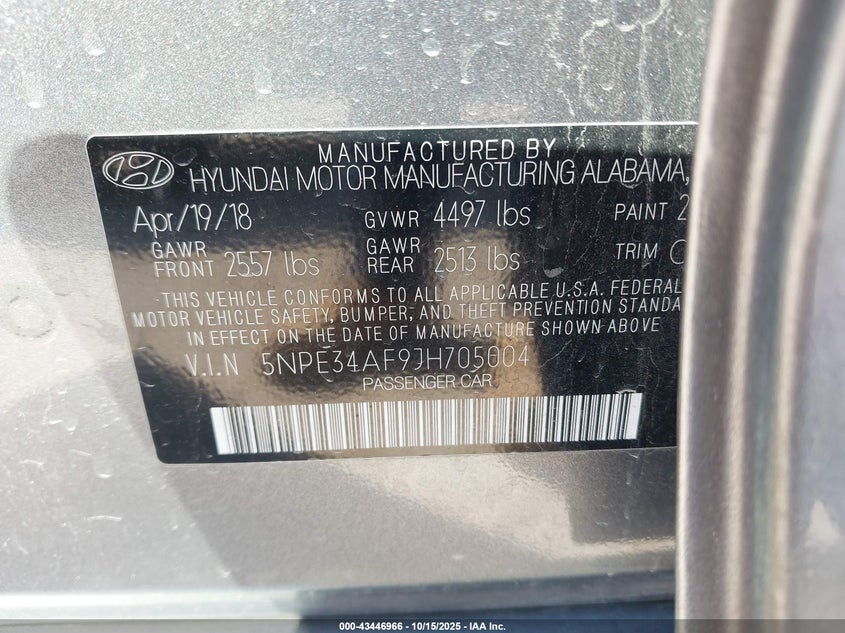 MANUFACTURED BY
HYUNDAI MOTOR MANUFACTURING ALABAMA,
Apr/19/18 GVWR 4497 lbs PAINT 2
GAWR FRONT 2557 lbs GAWR REAR 2513 lbs TRIM
THIS VEHICLE CONFORMS TO ALL APPLICABLE U.S.A. FEDERAL
MOTOR VEHICLE SAFETY, BUMPER, AND THEFT PREVENTION STANDA
IN EFFECT ON THE DATE OF MANUFACTURE SHOWN ABOVE
V.I.N 5NPE34AF9JH705004
PASSENGER CAR
000-43446966 - 10/15/2025 - IAA Inc.